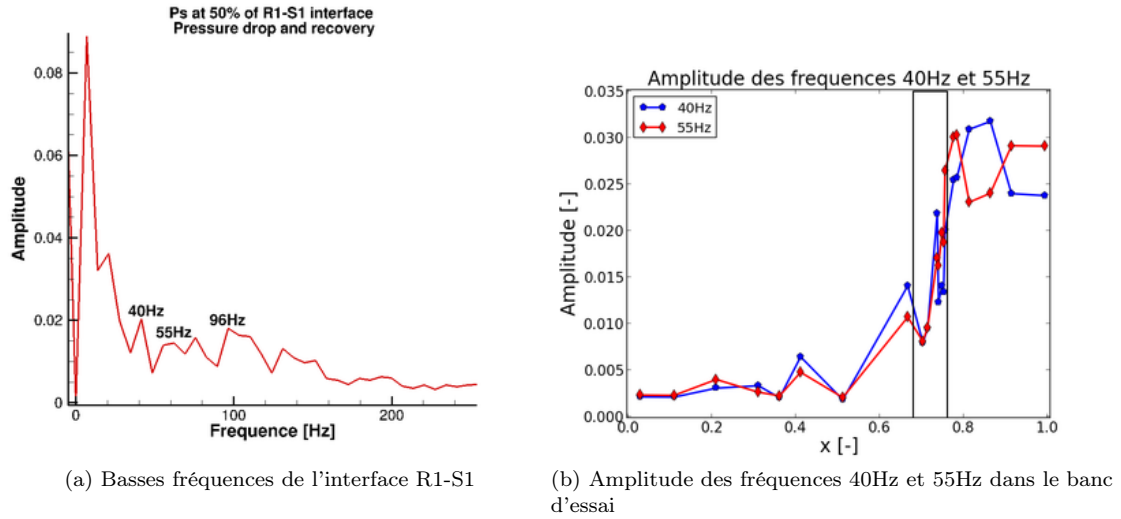 Ps at 50% of R1-S1 interface
Pressure drop and recovery
0.08
0.06
0.04
0.02
0
Amplitude
40Hz
55Hz
96Hz
0
100
200
Frequence [Hz]
(a) Basses fréquences de l'interface R1-S1
Amplitude des frequences 40Hz et 55Hz
0.035
0.030
0.025
0.020
0.015
0.010
0.005
0.000
Amplitude [-]
40Hz
55Hz
0.0
0.2
0.4
0.6
0.8
1.0
x [-]
(b) Amplitude des fréquences 40Hz et 55Hz dans le banc
d'essai